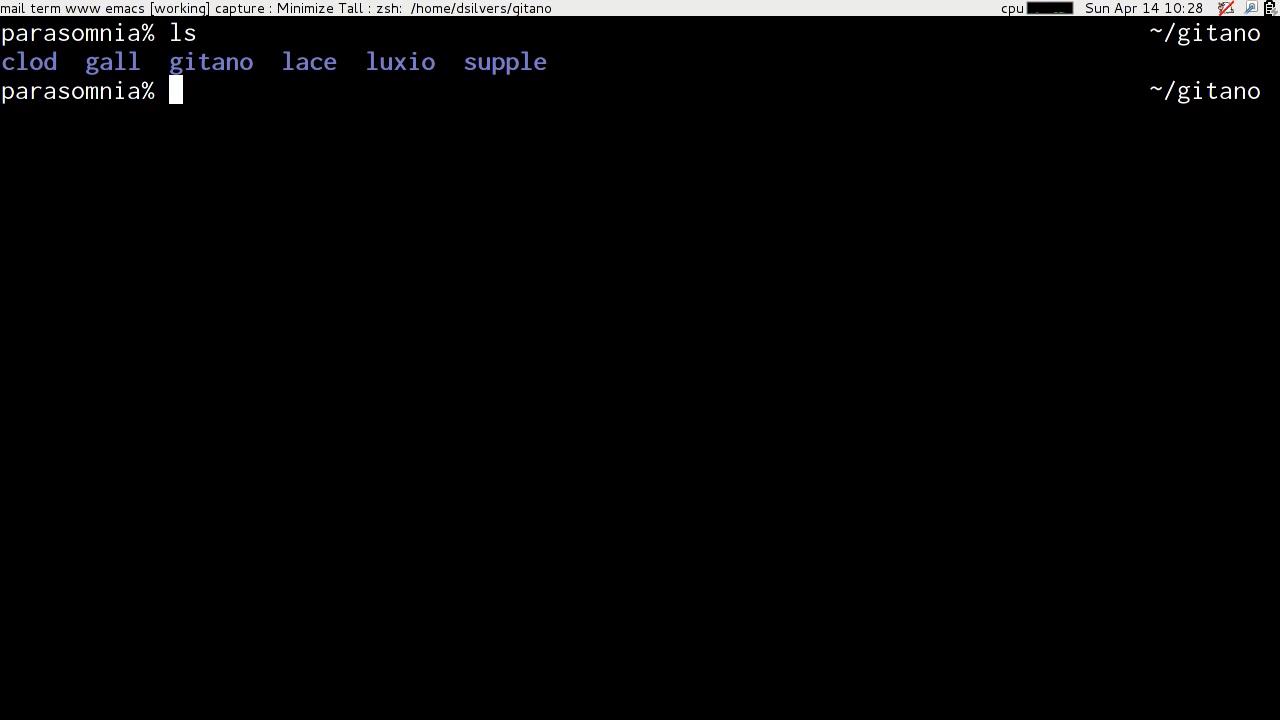 mail term www emacs [working] capture : Minimize Tall : zsh: /home/dsilvers/gitano cpu Sun Apr 14 10:28
parasomnia% ls ~/gitano
clod gall gitano lace luxio supple
parasomnia% ~/gitano